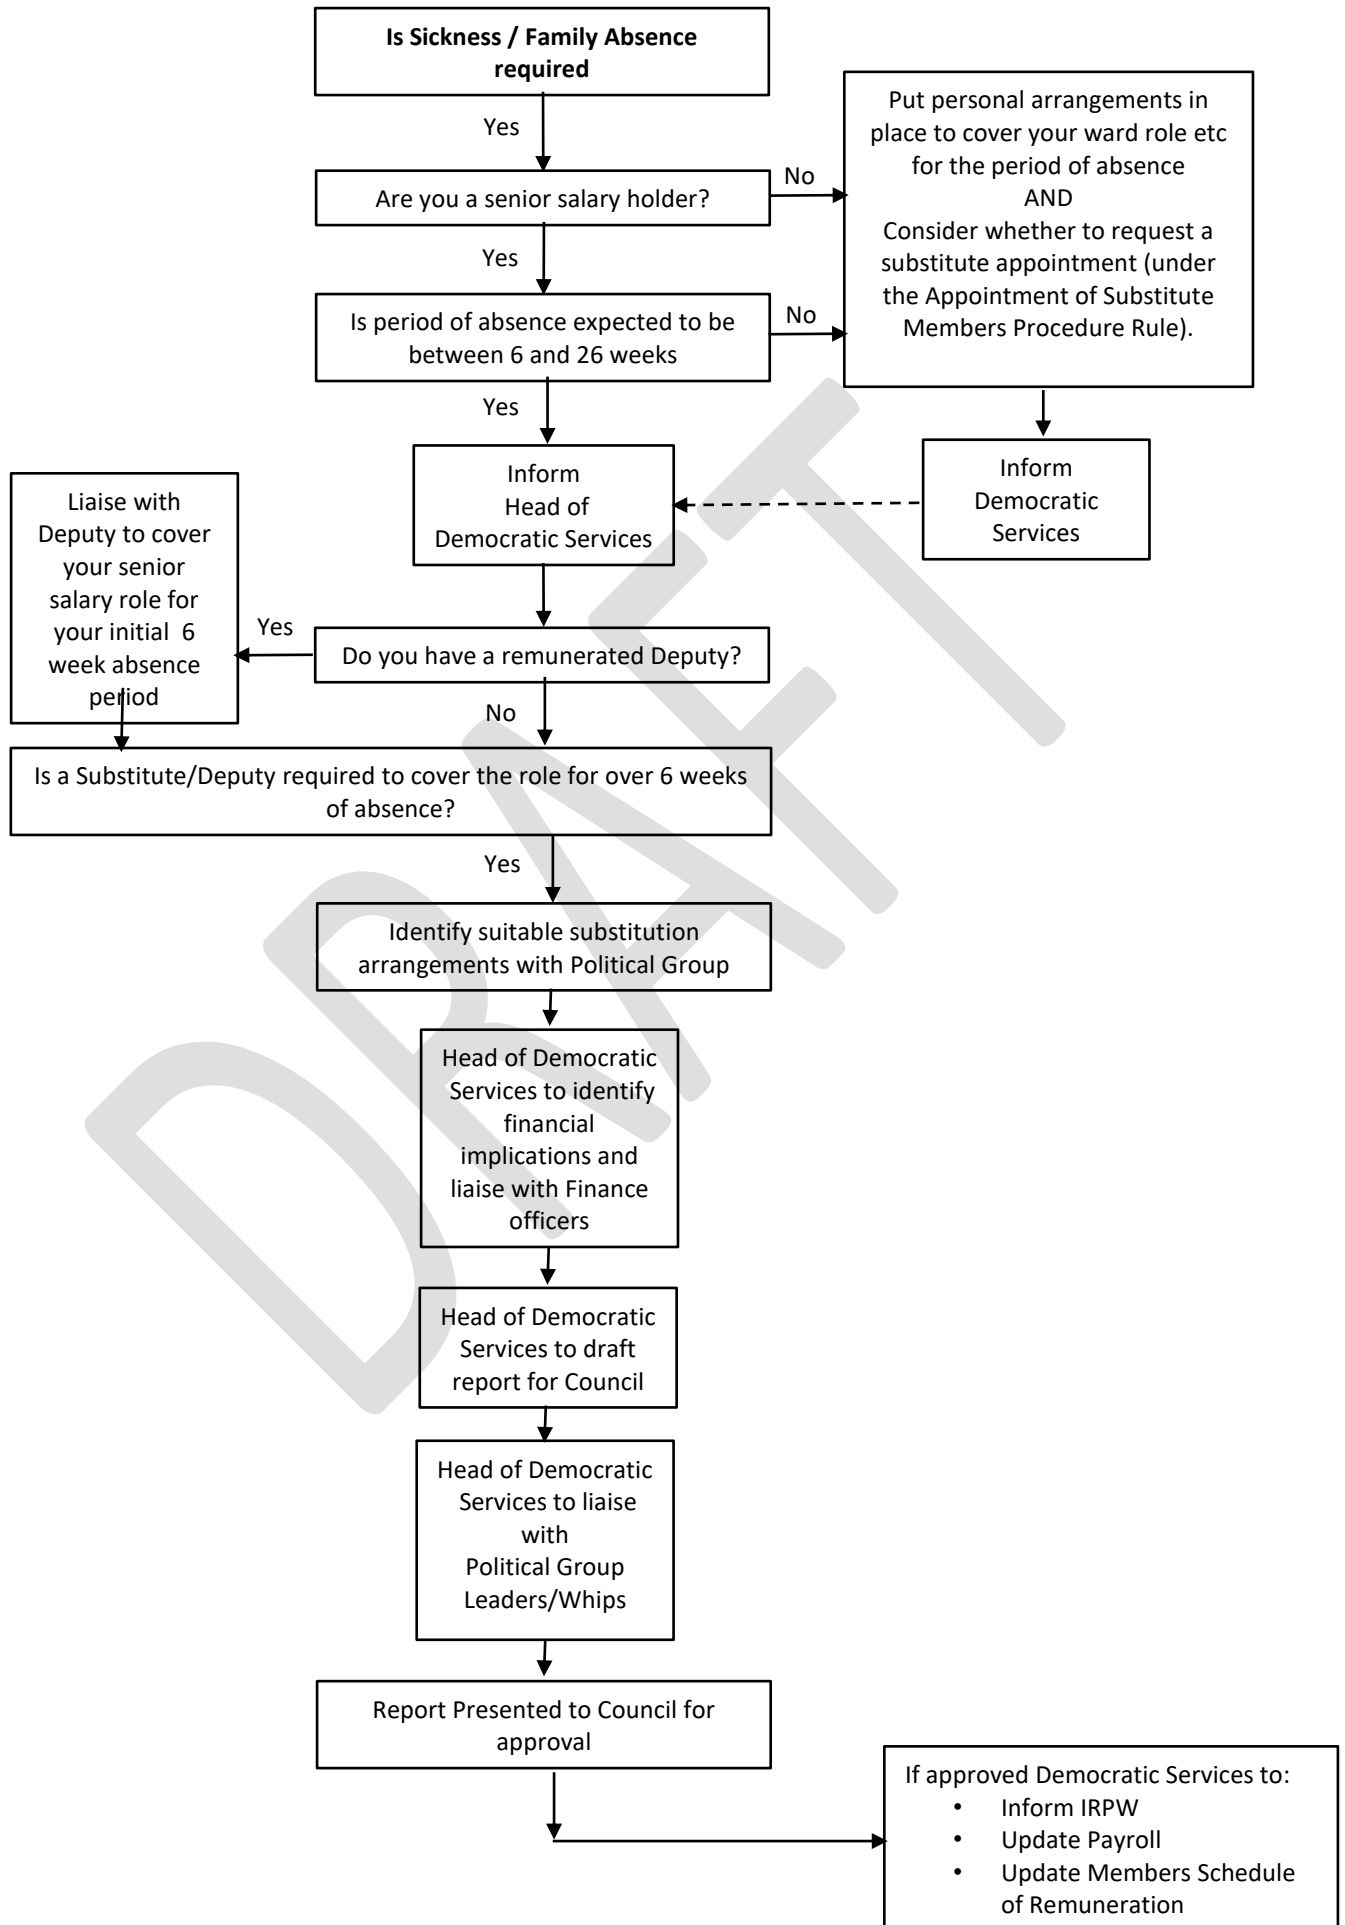 Is Sickness / Family Absence
required
Yes
Are you a senior salary holder?
No
Put personal arrangements in
place to cover your ward role etc
for the period of absence
AND
Consider whether to request a
substitute appointment (under
the Appointment of Substitute
Members Procedure Rule).
Yes
Is period of absence expected to be
between 6 and 26 weeks
No
Yes
Inform
Head of
Democratic Services
Inform
Democratic
Services
Liaise with
Deputy to cover
your senior
salary role for
your initial 6
week absence
period
Yes
Do you have a remunerated Deputy?
No
Is a Substitute/Deputy required to cover the role for over 6 weeks
of absence?
Yes
Identify suitable substitution
arrangements with Political Group
Head of Democratic
Services to identify
financial
implications and
liaise with Finance
officers
Head of Democratic
Services to draft
report for Council
Head of Democratic
Services to liaise
with
Political Group
Leaders/Whips
Report Presented to Council for
approval
If approved Democratic Services to:
• Inform IRPW
• Update Payroll
• Update Members Schedule
of Remuneration
DRAFT